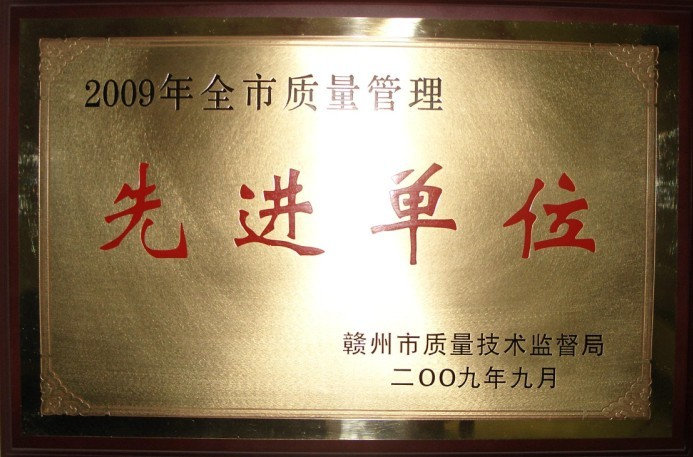 2009年全市质量管理
先进单位
赣州市质量技术监督局
二OO九年九月